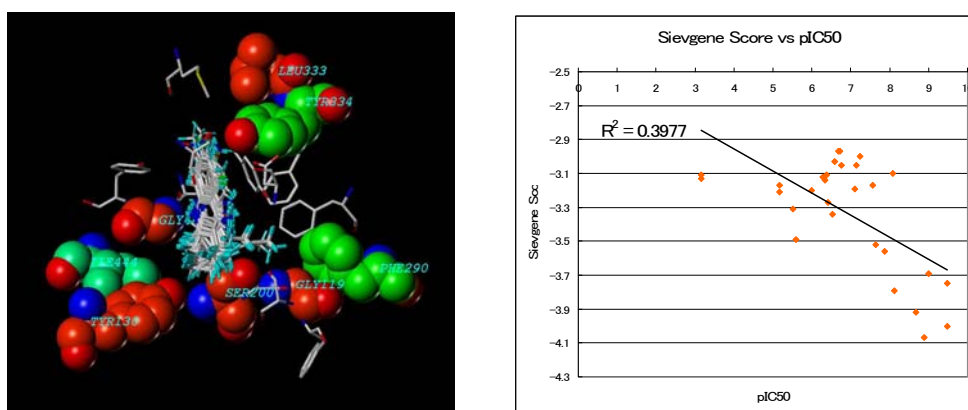 LEU333
TYR334
GLY
SER200
GLY119
PHE290
TYR130
Sievgene Score vs pIC50
-2.5
0 1 2 3 4 5 6 7 8 9 10
-2.7
-2.9
R² = 0.3977
-3.1
-3.3
-3.5
-3.7
-3.9
-4.1
-4.3
Sievgene Scc
pIC50